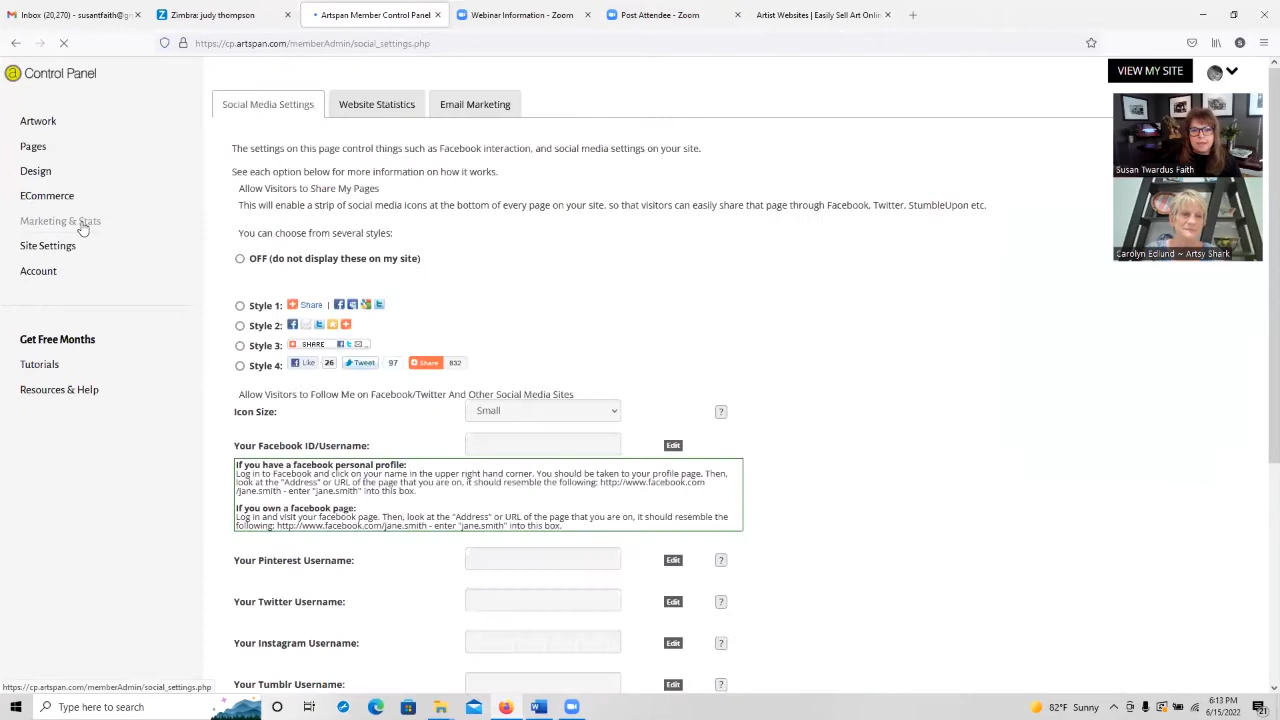 Inbox (20,270) - susantfaith@
Zimbra: judy thompson
Artspan Members Control Panel
Webinar Information - Zoom
Post Attendee - Zoom
Artist Websites | Easily Sell Art Onlin
https://cp.artspan.com/memberAdmin/social_settings.php
S
a Control Panel
VIEW MY SITE
Social Media Settings
Website Statistics
Email Marketing
Artwork
Pages
Design
ECommerce
Marketing & Stats
Site Settings
Account
Get Free Months
Tutorials
Resources & Help
The settings on this page control things such as Facebook interaction, and social media settings on your site.
See each option below for more information on how it works.
Allow Visitors to Share My Pages
This will enable a strip of social media icons at the bottom of every page on your site. so that visitors can easily share that page through Facebook, Twitter, StumbleUpon etc.
You can choose from several styles:
OFF (do not display these on my site)
Style 1: Share |
Style 2:
Style 3: SHARE
Style 4: Like 26 Tweet 97 Share 832
Allow Visitors to Follow Me on Facebook/Twitter And Other Social Media Sites
Icon Size: Small ?
Your Facebook ID/Username: Edit
If you have a facebook personal profile:
Log in to Facebook and click on your name in the upper right hand corner. You should be taken to your profile page. Then,
look at the "Address" or URL of the page that you are on, it should resemble the following: http://www.facebook.com
/jane.smith - enter "jane.smith" into this box.
If you own a facebook page:
Log in and visit your facebook page. Then, look at the "Address" or URL of the page that you are on, it should resemble the
following: http://www.facebook.com/jane.smith - enter "jane.smith" into this box.
Your Pinterest Username: Edit ?
Your Twitter Username: Edit ?
Your Instagram Username: Edit ?
Your Tumblr Username: Edit ?
Susan Twardus Faith
Carolyn Edlund ~ Artsy Shark
https://cp.artspan.com/memberAdmin/social_settings.php
Type here to search
82°F Sunny
6:13 PM
6/15/2022